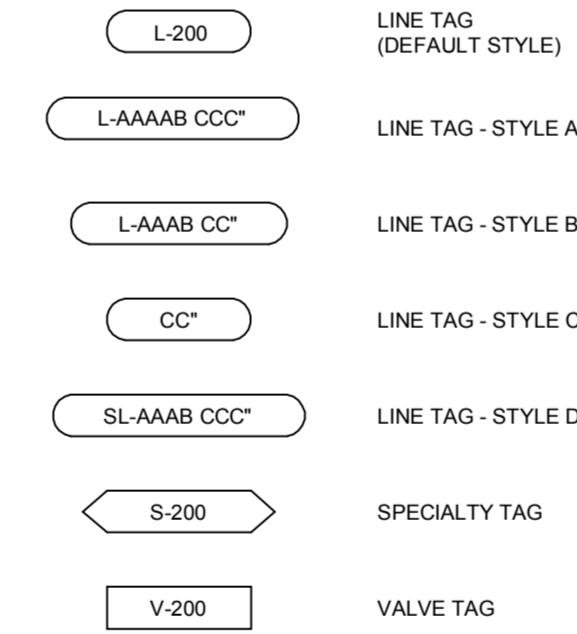 L-200
LINE TAG
(DEFAULT STYLE)
L-AAAAB CCC"
LINE TAG - STYLE A
L-AAAB CC"
LINE TAG - STYLE B
CC"
LINE TAG - STYLE C
SL-AAAB CCC"
LINE TAG - STYLE D
S-200
SPECIALTY TAG
V-200
VALVE TAG